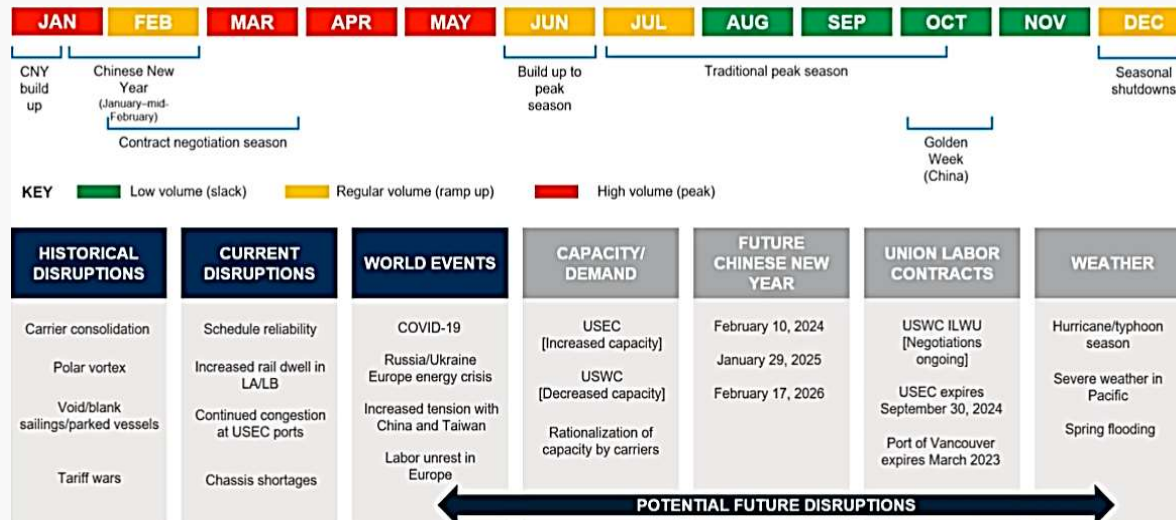 JAN FEB MAR APR MAY JUN JUL AUG SEP OCT NOV DEC
CNY
build
up
Chinese New
Year
(January–mid-
February)
Contract negotiation season
Build up to
peak
season
Traditional peak season
Golden
Week
(China)
Seasonal
shutdowns
KEY
Low volume (slack)
Regular volume (ramp up)
High volume (peak)
HISTORICAL
DISRUPTIONS
Carrier consolidation
Polar vortex
Void/blank
sailings/parked vessels
Tariff wars
CURRENT
DISRUPTIONS
Schedule reliability
Increased rail dwell in
LA/LB
Continued congestion
at USEC ports
Chassis shortages
WORLD EVENTS
COVID-19
Russia/Ukraine
Europe energy crisis
Increased tension with
China and Taiwan
Labor unrest in
Europe
CAPACITY/
DEMAND
USEC
[Increased capacity]
USWC
[Decreased capacity]
Rationalization of
capacity by carriers
FUTURE
CHINESE NEW
YEAR
February 10, 2024
January 29, 2025
February 17, 2026
UNION LABOR
CONTRACTS
USWC ILWU
[Negotiations
ongoing]
USEC expires
September 30, 2024
Port of Vancouver
expires March 2023
WEATHER
Hurricane/typhoon
season
Severe weather in
Pacific
Spring flooding
POTENTIAL FUTURE DISRUPTIONS